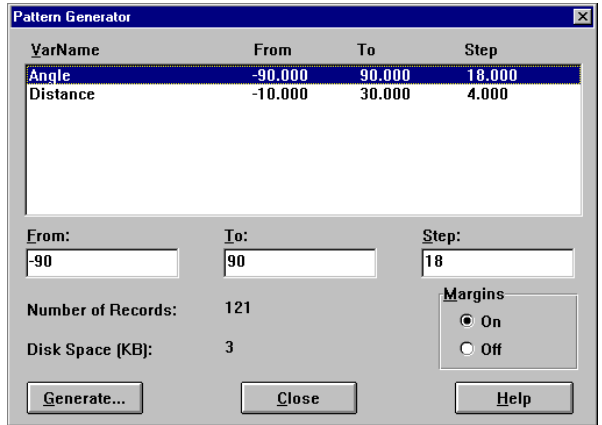 Pattern Generator
VarName From To Step
Angle -90.000 90.000 18.000
Distance -10.000 30.000 4.000
From: To: Step:
-90 90 18
Number of Records: 121
Margins
On
Disk Space (KB): 3
Off
Generate... Close Help